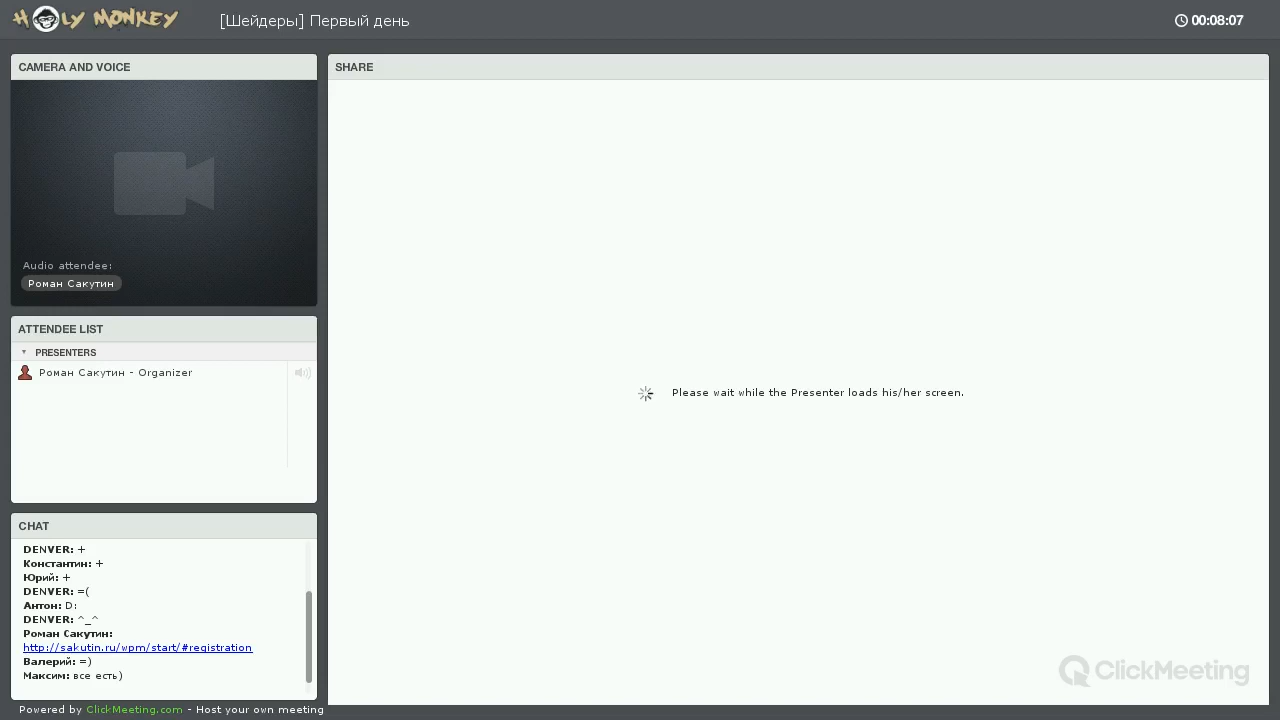 HOLY MONKEY
[Шейдеры] Первый день
00:08:07
CAMERA AND VOICE
Audio attendee:
Роман Сакутин
ATTENDEE LIST
PRESENTERS
Роман Сакутин - Organizer
CHAT
DENVER: +
Константин: +
Юрий: +
DENVER: =(
Антон: D:
DENVER: ^_^
Роман Сакутин:
http://sakutin.ru/wpm/start/#registration
Валерий: =)
Максим: все есть)
Powered by ClickMeeting.com - Host your own meeting
SHARE
Please wait while the Presenter loads his/her screen.
ClickMeeting